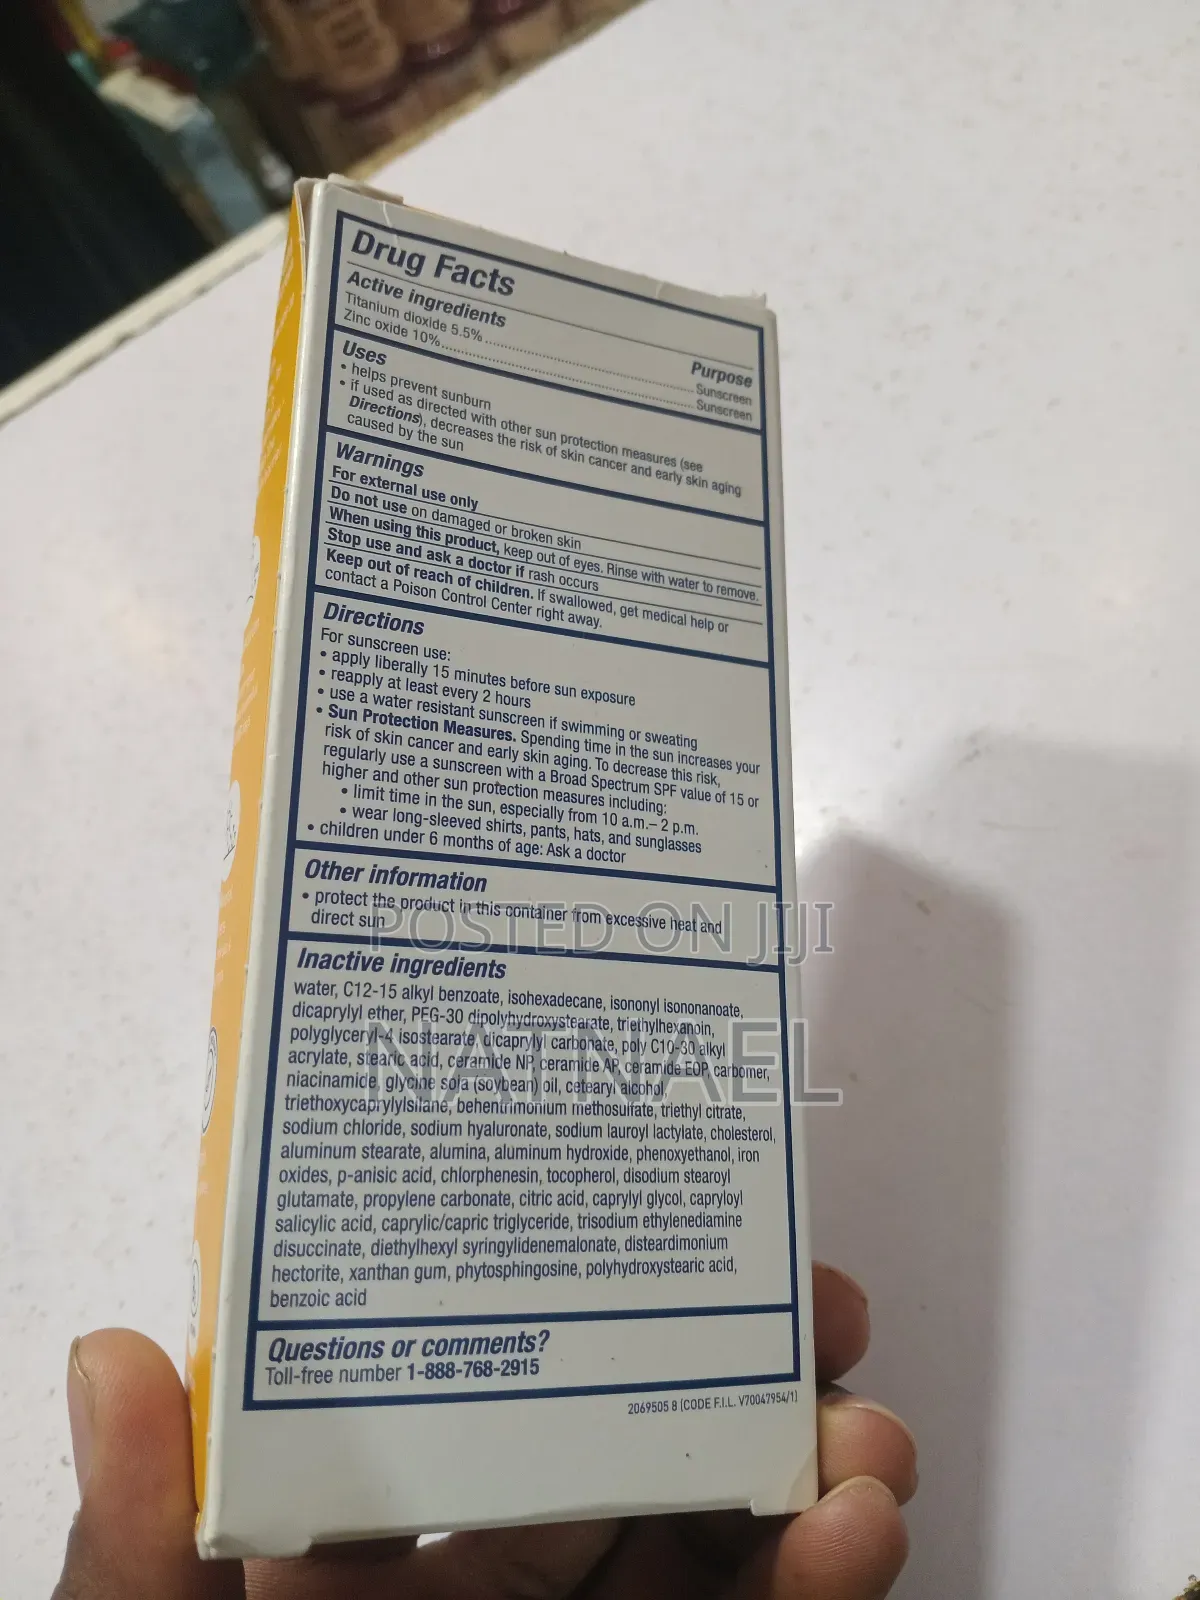 Drug Facts
Active ingredients
Purpose
Titanium dioxide 5.5% ........ Sunscreen
Zinc oxide 10% ........ Sunscreen
Uses
• helps prevent sunburn
• if used as directed with other sun protection measures (see
Directions), decreases the risk of skin cancer and early skin aging
caused by the sun
Warnings
For external use only
Do not use on damaged or broken skin
When using this product, keep out of eyes. Rinse with water to remove.
Stop use and ask a doctor if rash occurs
Keep out of reach of children. If swallowed, get medical help or
contact a Poison Control Center right away.
Directions
For sunscreen use:
• apply liberally 15 minutes before sun exposure
• reapply at least every 2 hours
• use a water resistant sunscreen if swimming or sweating
• Sun Protection Measures. Spending time in the sun increases your
risk of skin cancer and early skin aging. To decrease this risk,
regularly use a sunscreen with a Broad Spectrum SPF value of 15 or
higher and other sun protection measures including:
• limit time in the sun, especially from 10 a.m.– 2 p.m.
• wear long-sleeved shirts, pants, hats, and sunglasses
• children under 6 months of age: Ask a doctor
Other information
• protect the product in this container from excessive heat and
direct sun
POSTED ON JIJI
Inactive ingredients
water, C12-15 alkyl benzoate, isohexadecane, isononyl isononanoate,
dicaprylyl ether, PEG-30 dipolyhydroxystearate, triethylhexanoin,
polyglyceryl-4 isostearate, dicaprylyl carbonate, poly C10-30 alkyl
acrylate, stearic acid, ceramide NP, ceramide AP, ceramide EOP, carbomer,
NATNAEL
niacinamide, glycine soja (soybean) oil, cetearyl alcohol,
triethoxycaprylylsilane, behentrimonium methosulfate, triethyl citrate,
sodium chloride, sodium hyaluronate, sodium lauroyl lactylate, cholesterol,
aluminum stearate, alumina, aluminum hydroxide, phenoxyethanol, iron
oxides, p-anisic acid, chlorphenesin, tocopherol, disodium stearoyl
glutamate, propylene carbonate, citric acid, caprylyl glycol, capryloyl
salicylic acid, caprylic/capric triglyceride, trisodium ethylenediamine
disuccinate, diethylhexyl syringylidenemalonate, disteardimonium
hectorite, xanthan gum, phytosphingosine, polyhydroxystearic acid,
benzoic acid
Questions or comments?
Toll-free number 1-888-768-2915
2069505 8 (CODE F.I.L. V70047954/1)